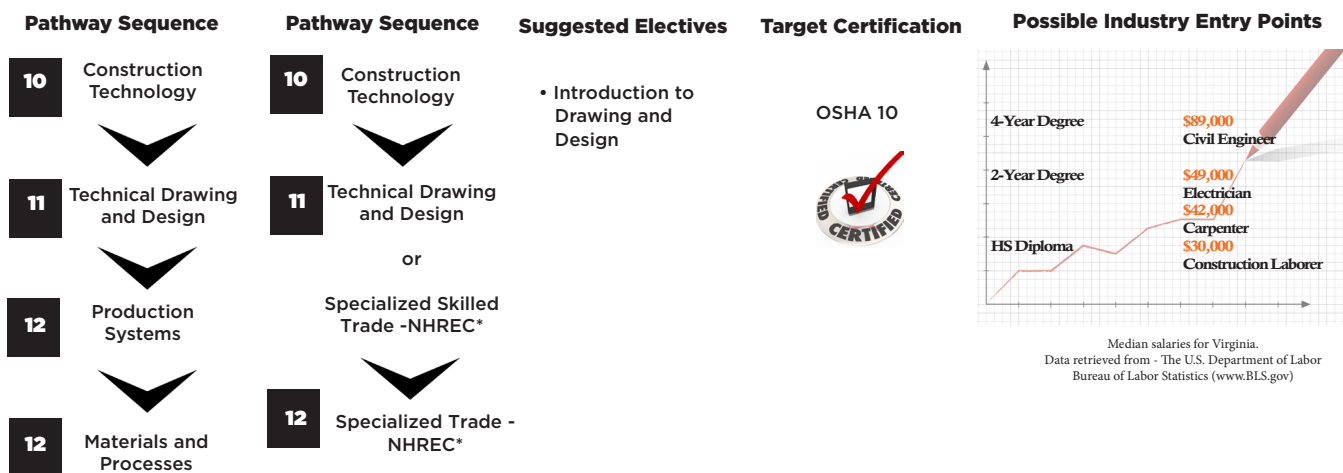 Pathway Sequence
10
Construction
Technology
11
Technical Drawing
and Design
12
Production
Systems
12
Materials and
Processes
Pathway Sequence
10
Construction
Technology
11
Technical Drawing
and Design
or
Specialized Skilled
Trade -NHREC*
12
Specialized Trade -
NHREC*
Suggested Electives
• Introduction to
Drawing and
Design
Target Certification
OSHA 10
CERTIFIED
CERTIFIED
CERTIFIED
Possible Industry Entry Points
4-Year Degree
$89,000
Civil Engineer
2-Year Degree
$49,000
Electrician
$42,000
Carpenter
HS Diploma
$30,000
Construction Laborer
Median salaries for Virginia.
Data retrieved from - The U.S. Department of Labor
Bureau of Labor Statistics (www.BLS.gov)